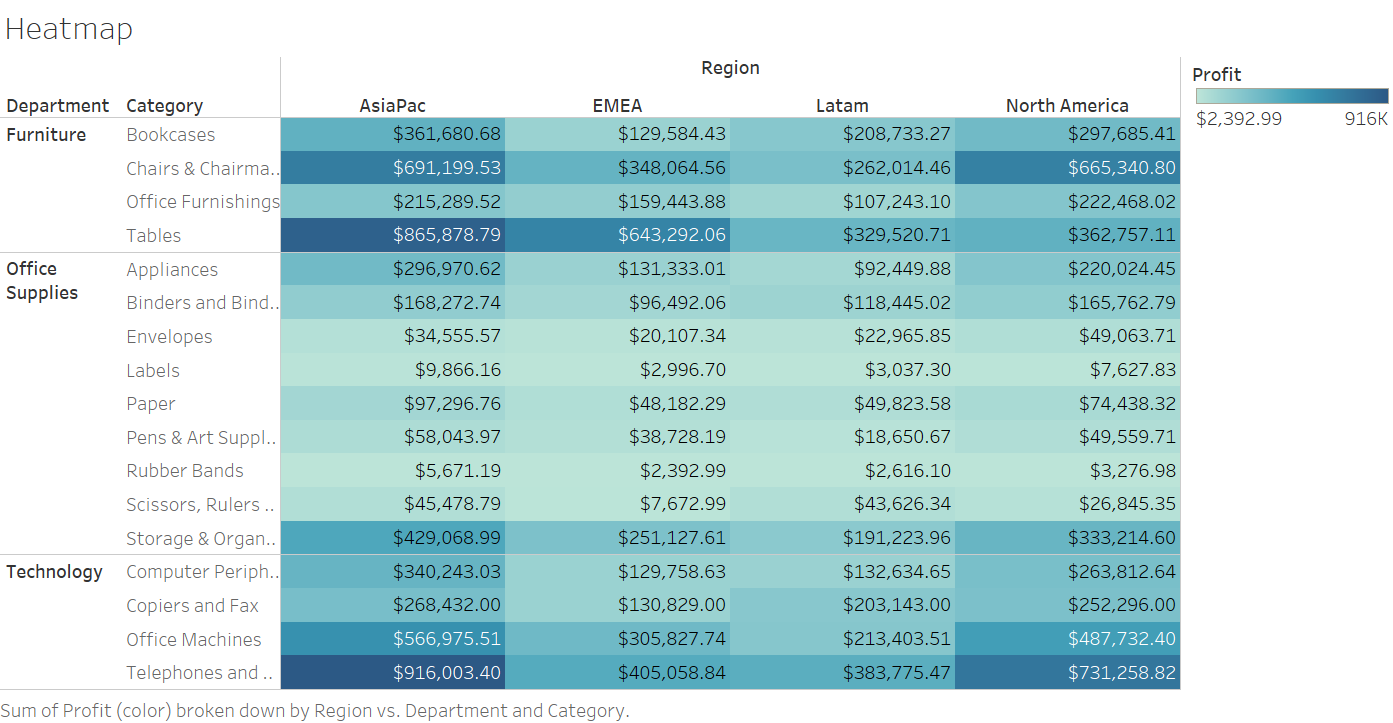 Heatmap
Region
Department Category AsiaPac EMEA Latam North America
Furniture Bookcases $361,680.68 $129,584.43 $208,733.27 $297,685.41
Chairs & Chairma.. $691,199.53 $348,064.56 $262,014.46 $665,340.80
Office Furnishings $215,289.52 $159,443.88 $107,243.10 $222,468.02
Tables $865,878.79 $643,292.06 $329,520.71 $362,757.11
Office Supplies Appliances $296,970.62 $131,333.01 $92,449.88 $220,024.45
Binders and Bind.. $168,272.74 $96,492.06 $118,445.02 $165,762.79
Envelopes $34,555.57 $20,107.34 $22,965.85 $49,063.71
Labels $9,866.16 $2,996.70 $3,037.30 $7,627.83
Paper $97,296.76 $48,182.29 $49,823.58 $74,438.32
Pens & Art Suppl.. $58,043.97 $38,728.19 $18,650.67 $49,559.71
Rubber Bands $5,671.19 $2,392.99 $2,616.10 $3,276.98
Scissors, Rulers .. $45,478.79 $7,672.99 $43,626.34 $26,845.35
Storage & Organ.. $429,068.99 $251,127.61 $191,223.96 $333,214.60
Technology Computer Periph.. $340,243.03 $129,758.63 $132,634.65 $263,812.64
Copiers and Fax $268,432.00 $130,829.00 $203,143.00 $252,296.00
Office Machines $566,975.51 $305,827.74 $213,403.51 $487,732.40
Telephones and .. $916,003.40 $405,058.84 $383,775.47 $731,258.82
Profit
$2,392.99 916K
Sum of Profit (color) broken down by Region vs. Department and Category.